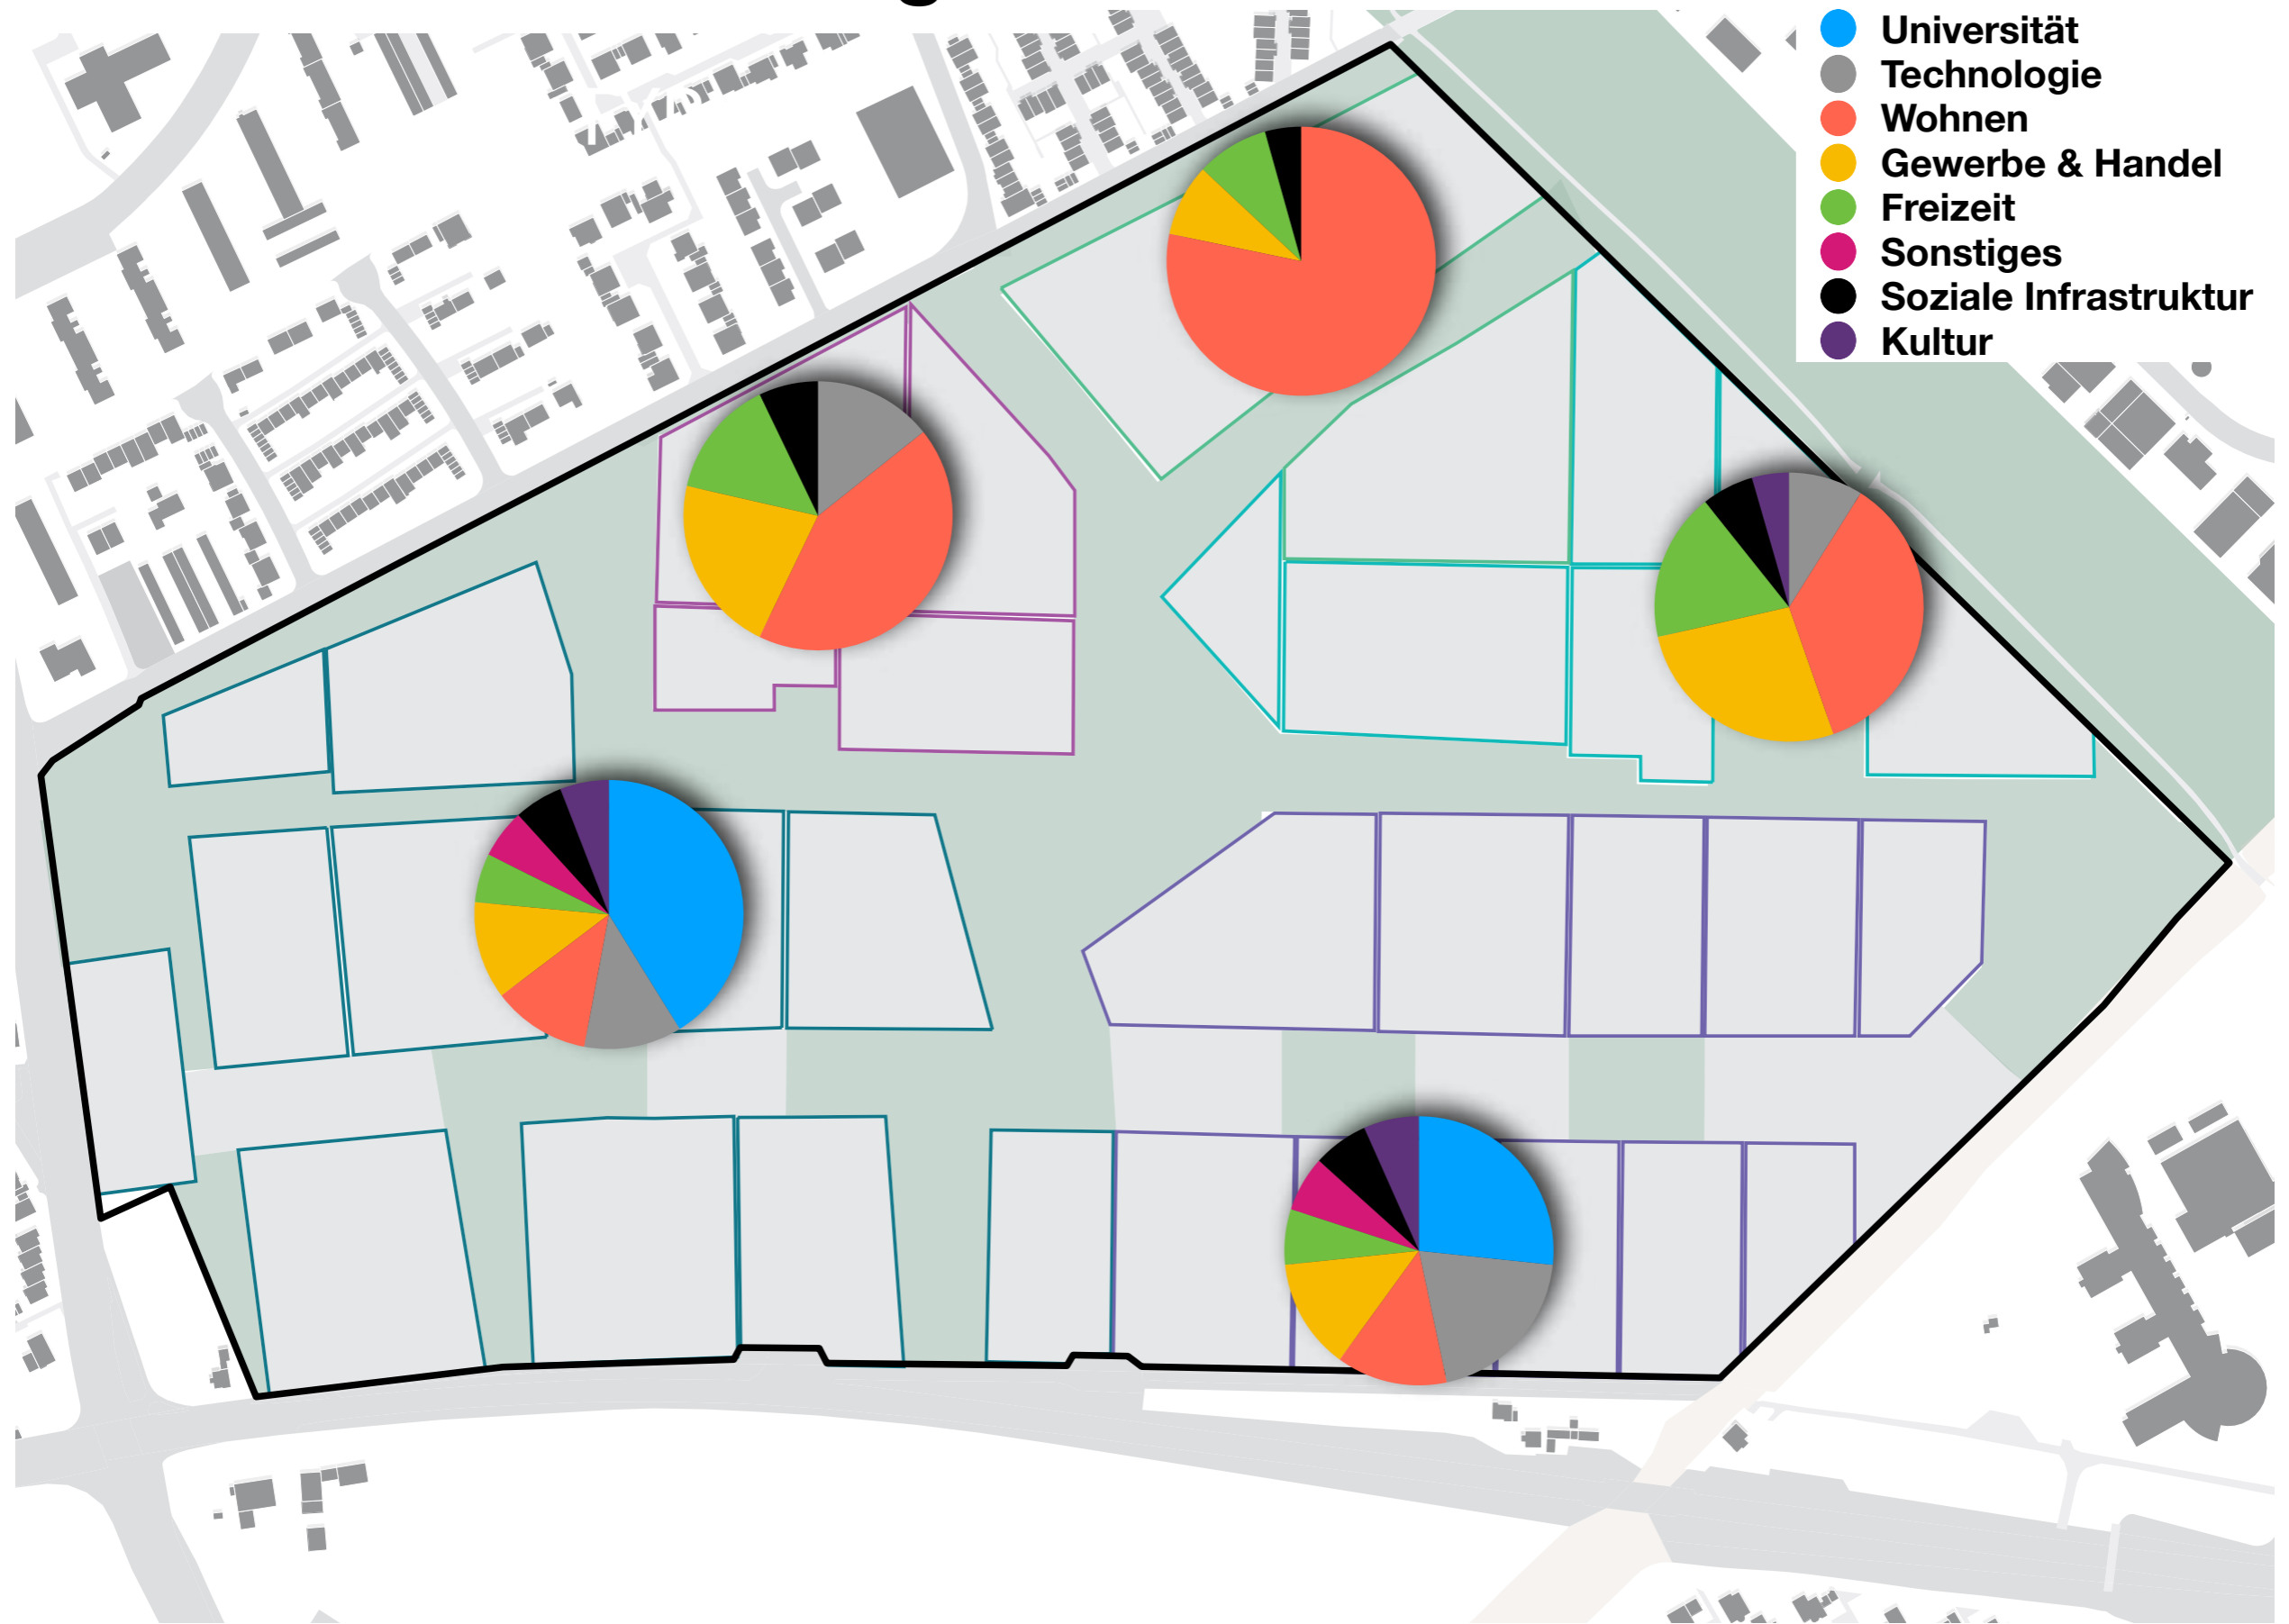 Universität
Technologie
Wohnen
Gewerbe & Handel
Freizeit
Sonstiges
Soziale Infrastruktur
Kultur